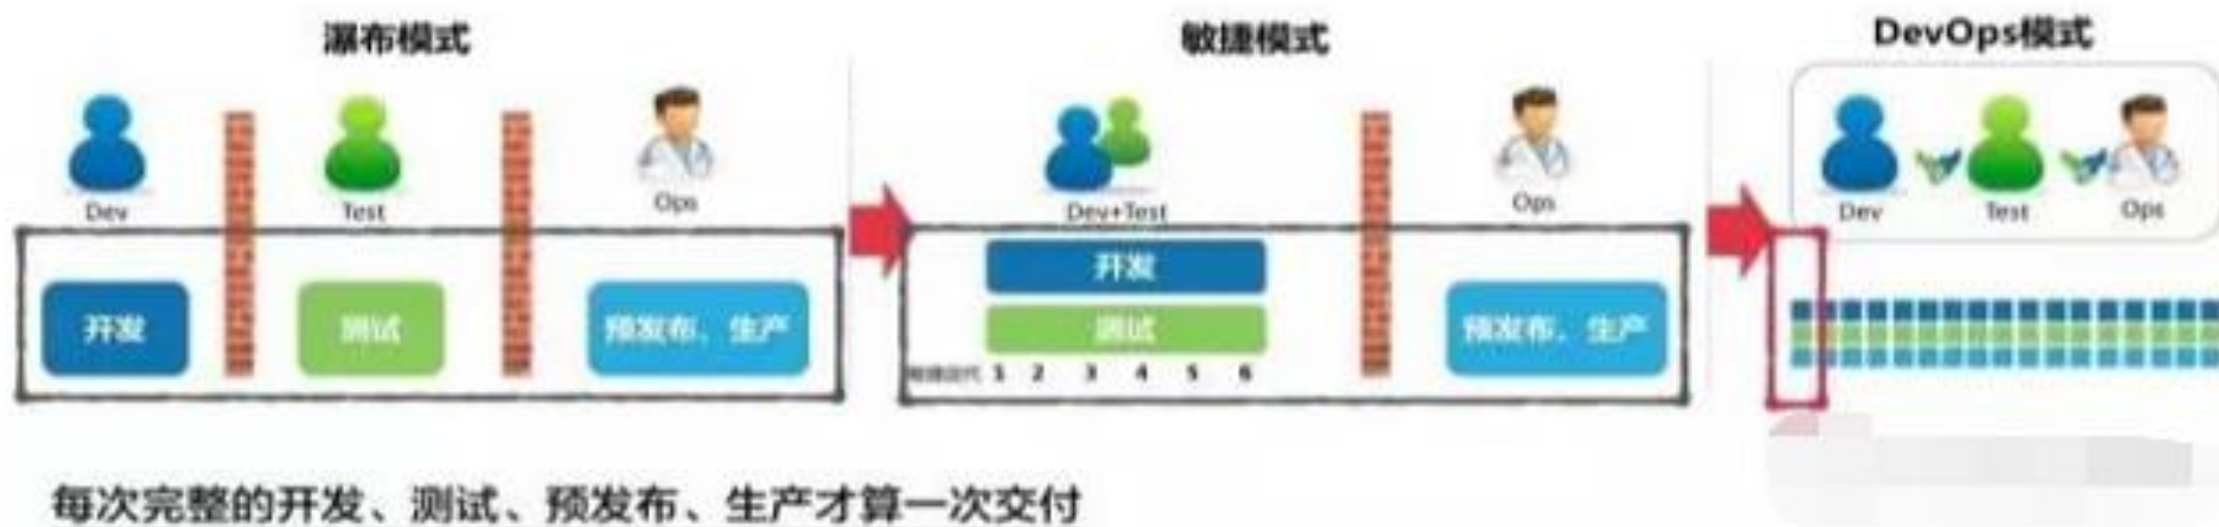 瀑布模式
敏捷模式
DevOps模式
Dev
Test
Ops
Dev+Test
Ops
Dev
Test
Ops
开发
测试
预发布、生产
开发
测试
1 2 3 4 5 6
预发布、生产
每次完整的开发、测试、预发布、生产才算一次交付